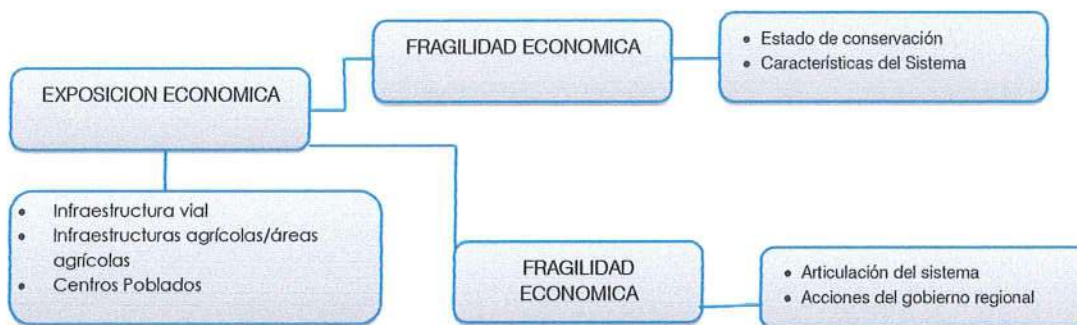 FRAGILIDAD ECONOMICA
• Estado de conservación
• Características del Sistema
EXPOSICION ECONOMICA
• Infraestructura vial
• Infraestructuras agrícolas/áreas
agrícolas
• Centros Poblados
FRAGILIDAD
ECONOMICA
• Articulación del sistema
• Acciones del gobierno regional